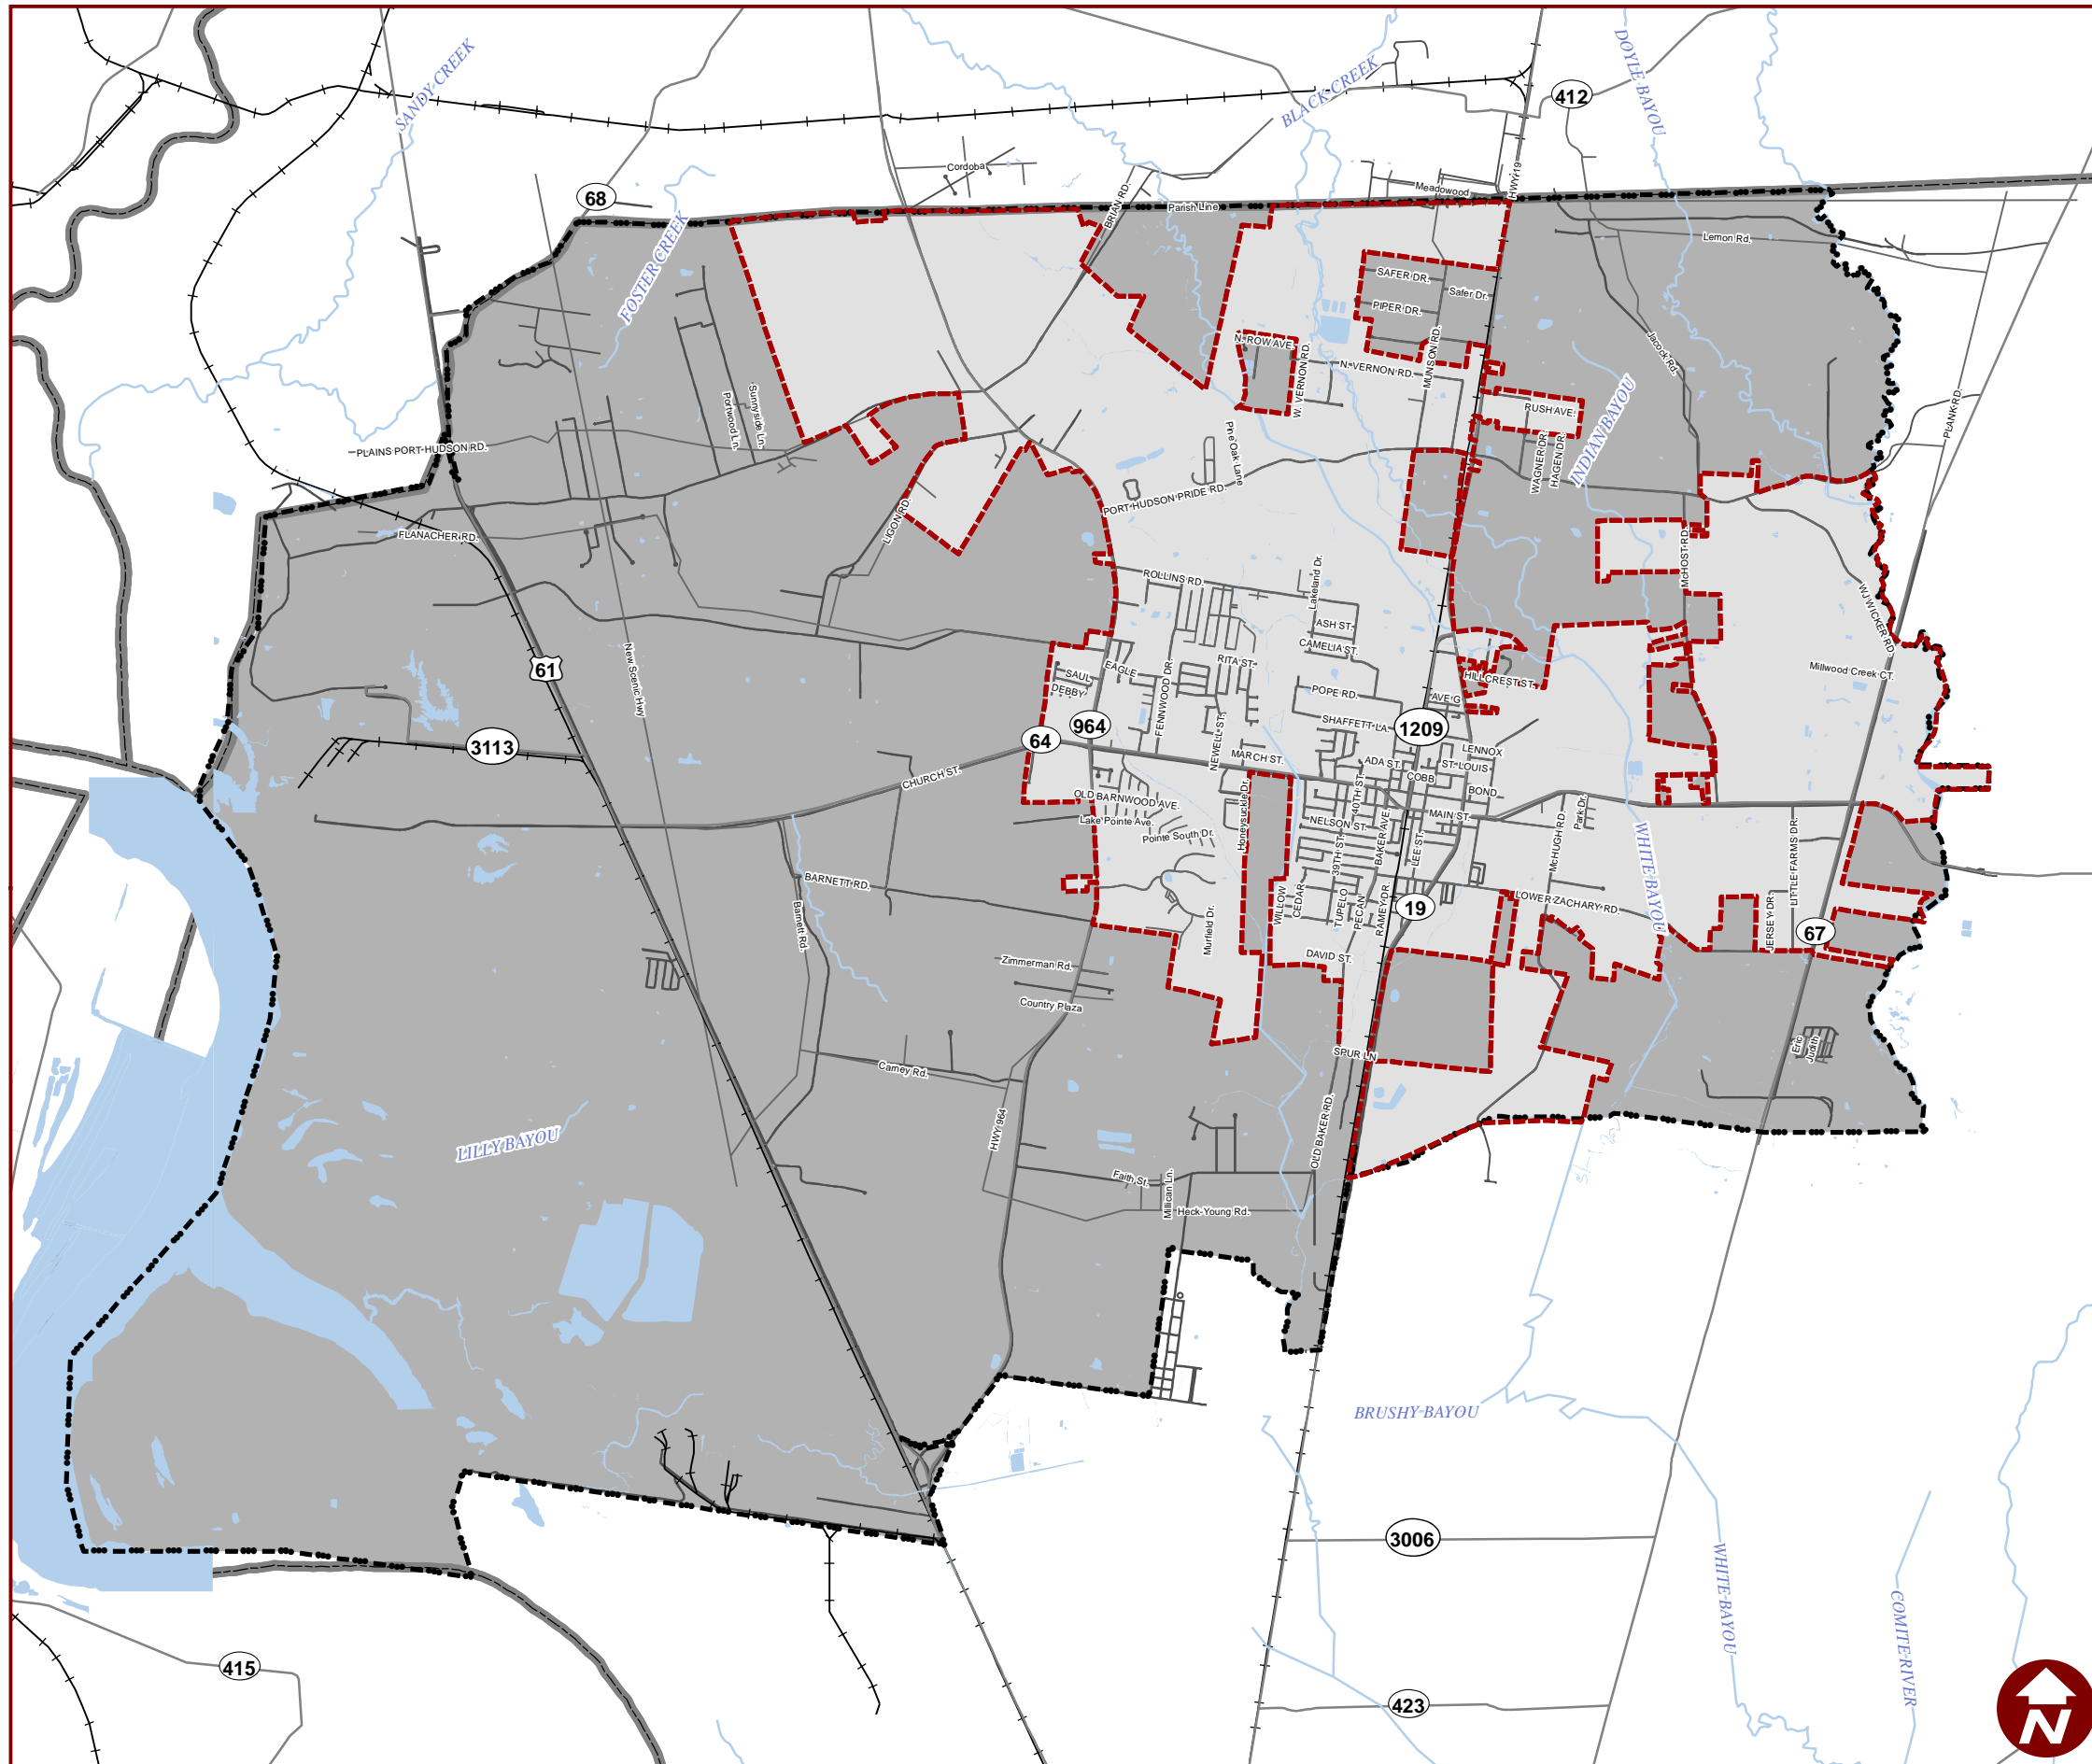 SANDY CREEK
BLACK CREEK
DOYLE BAYOU
412
Cordoba
68
BRIAN RD.
Parish Line
Meadowood
HWY 19
FOSTER CREEK
Lemon Rd.
SAFER DR.
Safer Dr.
PIPER DR.
N. ROW AVE.
W. VERNON RD.
N. VERNON RD.
MUNSON RD.
Jacock Rd.
RUSH AVE.
INDIAN BAYOU
PLANK RD.
Portwood Ln.
Sunnyside Ln.
PLAINS PORT-HUDSON RD.
Pine Oak Lane
WAGNER DR.
HAGEN DR.
PORT HUDSON PRIDE RD.
LIGON RD.
FLANACHER RD.
McHOST RD.
ROLLINS RD
Lakeland Dr.
WJ WICKER RD.
ASH ST.
CAMELIA ST.
61
New Scenic Hwy
EAGLE
SAUL
DEBBY
FENNWOOD DR.
RITA ST
POPE RD.
HILLCREST ST.
AVE G
Millwood Creek CT.
3113
64
964
NEWELL ST.
SHAFFETT LA.
1209
LENNOX
MARCH ST.
ADA ST.
ST. LOUIS
CHURCH ST.
COBB
BOND
OLD BARNWOOD AVE.
Lake Pointe Ave.
Pointe South Dr.
Honeysuckle Dr.
40TH ST.
NELSON ST.
39TH ST.
BAKER AVE.
MAIN ST.
LEE ST.
McHUGH RD.
Park Dr.
WHITE BAYOU
LITTLE FARMS DR.
BARNETT RD.
Barnett Rd.
WILLOW
CEDAR
TUPELO
PECAN
RAMEY DR.
19
LOWER ZACHARY RD.
JERSEY DR.
67
Murfield Dr.
DAVID ST.
Zimmerman Rd.
Country Plaza
SPUR LN
Eric
Judith
Carney Rd.
HWY 964
OLD BAKER RD.
LILLY BAYOU
Faith St.
Millican Ln.
Heck-Young Rd.
BRUSHY BAYOU
3006
WHITE BAYOU
COMITE RIVER
415
423
N